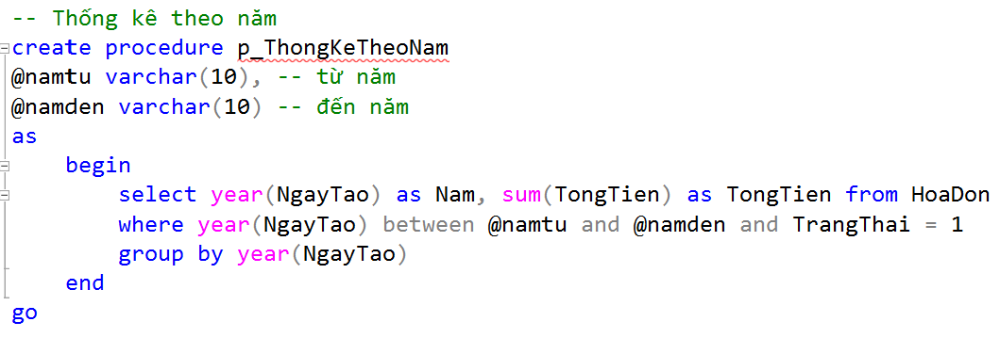 -- Thống kê theo năm
create procedure p_ThongKeTheoNam
@namtu varchar(10), -- từ năm
@namden varchar(10) -- đến năm
as
begin
select year(NgayTao) as Nam, sum(TongTien) as TongTien from HoaDon
where year(NgayTao) between @namtu and @namden and TrangThai = 1
group by year(NgayTao)
end
go